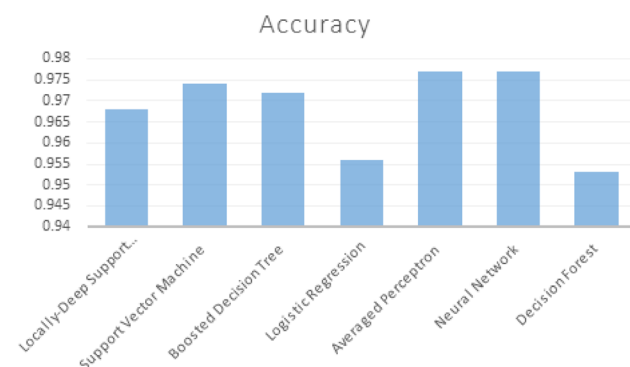 Accuracy
0.98
0.975
0.97
0.965
0.96
0.955
0.95
0.945
0.94
Locally-Deep Support...
Support Vector Machine
Boosted Decision Tree
Logistic Regression
Averaged Perceptron
Neural Network
Decision Forest